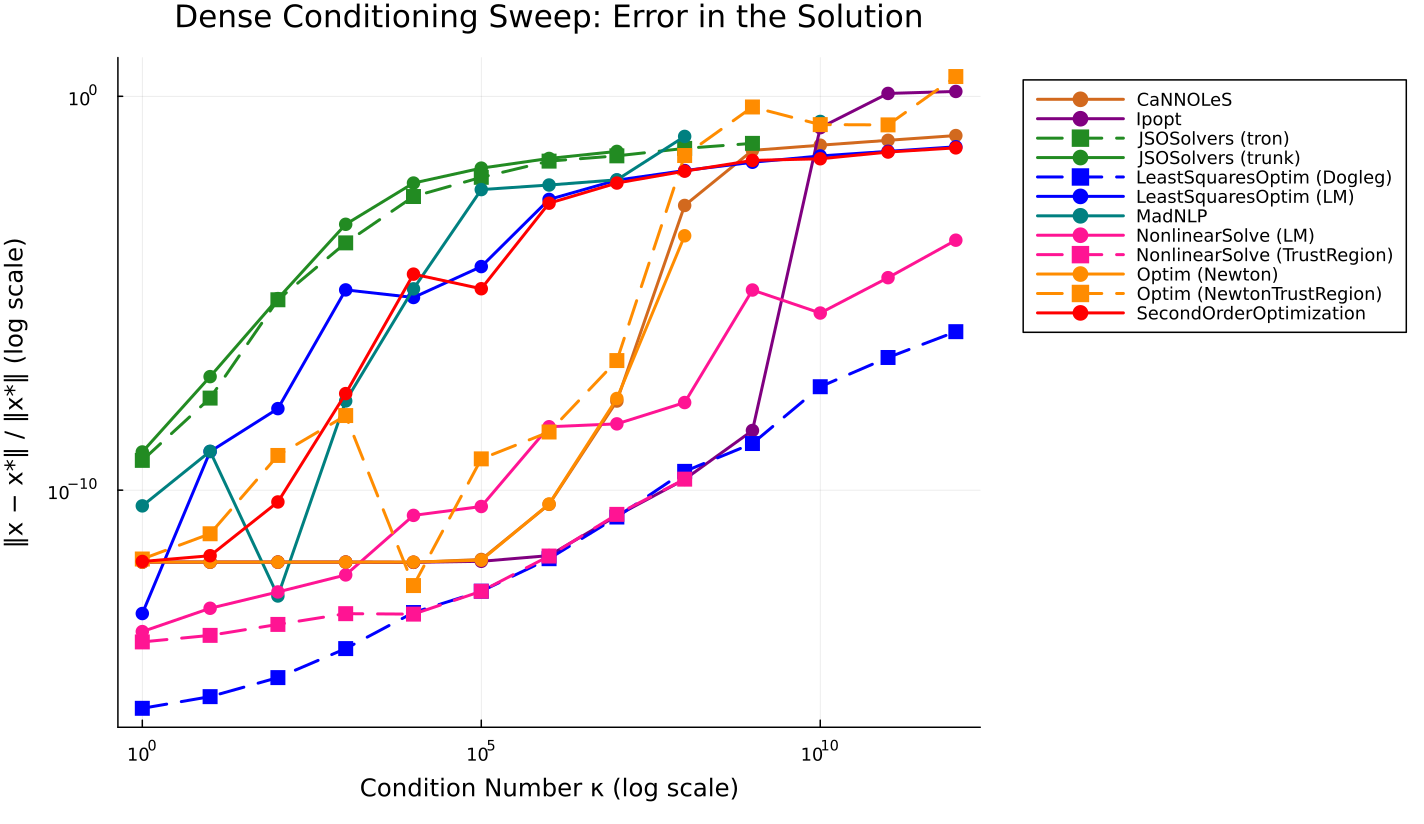 Dense Conditioning Sweep: Error in the Solution
‖x − x*‖ / ‖x*‖ (log scale)
10⁰
10⁻¹⁰
10⁰
10⁵
10¹⁰
Condition Number κ (log scale)
CaNNOLeS
Ipopt
JSOSolvers (tron)
JSOSolvers (trunk)
LeastSquaresOptim (Dogleg)
LeastSquaresOptim (LM)
MadNLP
NonlinearSolve (LM)
NonlinearSolve (TrustRegion)
Optim (Newton)
Optim (NewtonTrustRegion)
SecondOrderOptimization